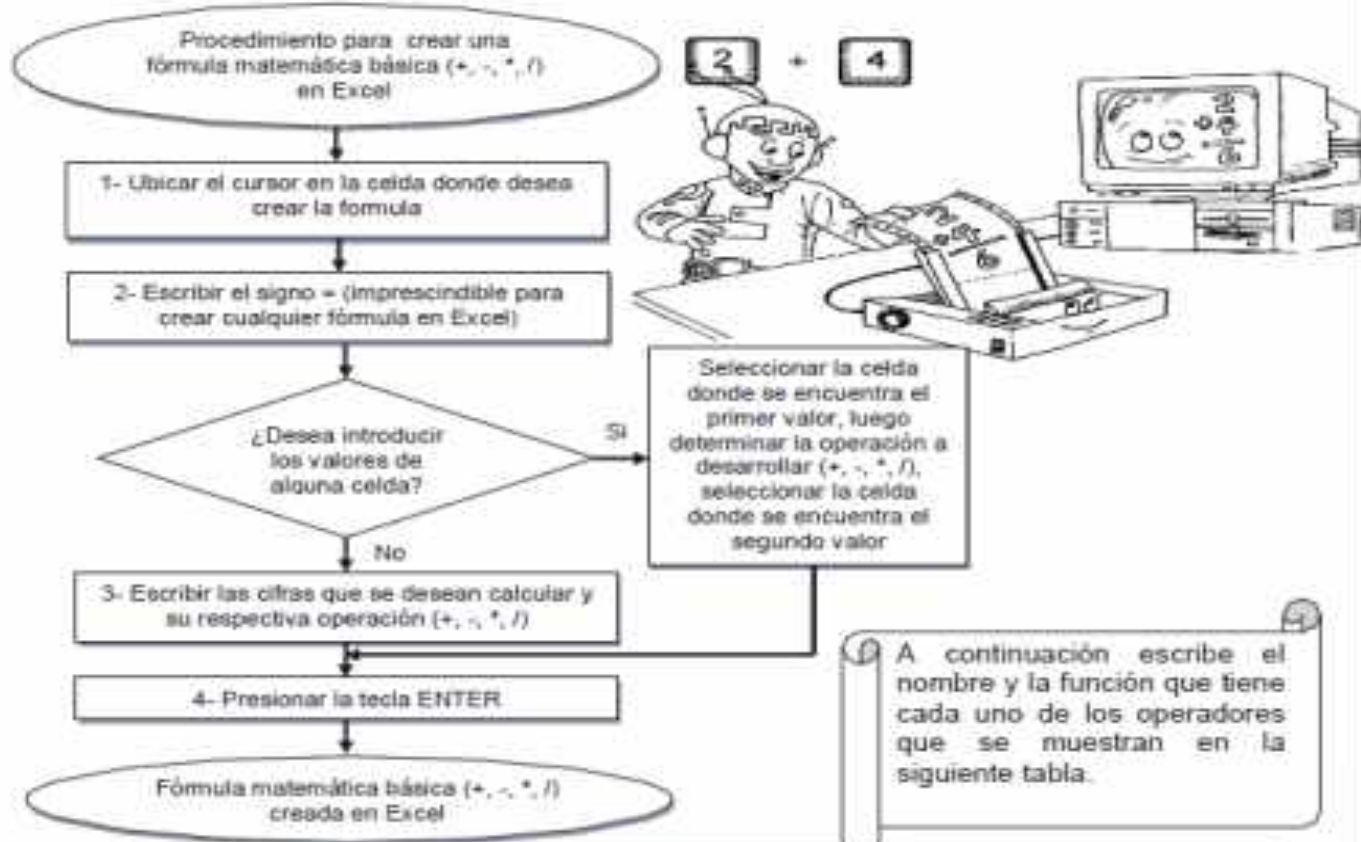 Procedimiento para crear una
fórmula matemática básica (+, -, *, /)
en Excel
2 + 4
1- Ubicar el cursor en la celda donde desea
crear la formula
2- Escribir el signo = (imprescindible para
crear cualquier fórmula en Excel)
¿Desea introducir
los valores de
alguna celda?
Si
Seleccionar la celda
donde se encuentra el
primer valor, luego
determinar la operación a
desarrollar (+, -, *, /),
seleccionar la celda
donde se encuentra el
segundo valor
No
3- Escribir las cifras que se desean calcular y
su respectiva operación (+, -, *, /)
4- Presionar la tecla ENTER
Fórmula matemática básica (+, -, *, /)
creada en Excel
A continuación escribe el
nombre y la función que tiene
cada uno de los operadores
que se muestran en la
siguiente tabla.